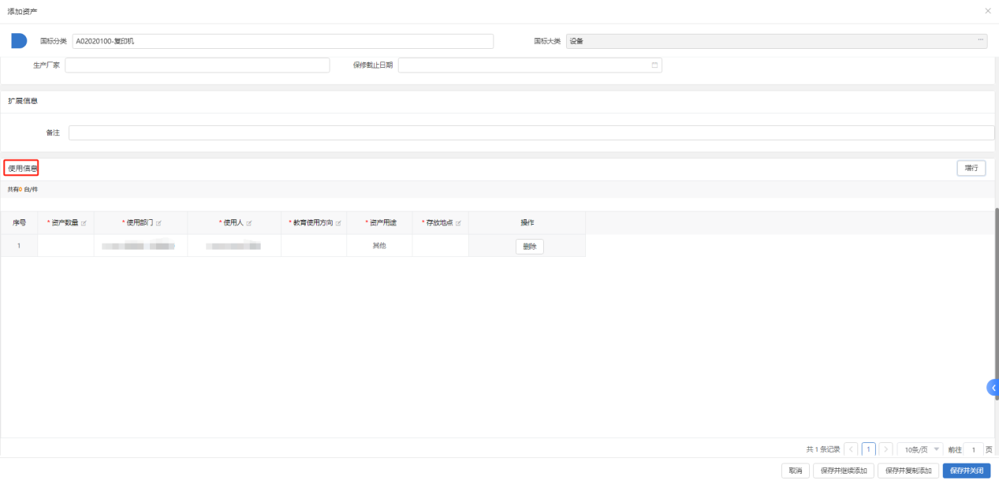 添加资产
国标分类 A02020100-复印机 国标大类 设备 ...
生产厂家 保修截止日期
扩展信息
备注
使用信息 增行
共有0 台/件
序号 * 资产数量 * 使用部门 * 使用人 * 教育使用方向 * 资产用途 * 存放地点 操作
1 其他 删除
共 1 条记录 < 1 > 10条/页 前往 1 页
取消 保存并继续添加 保存并复制添加 保存并关闭